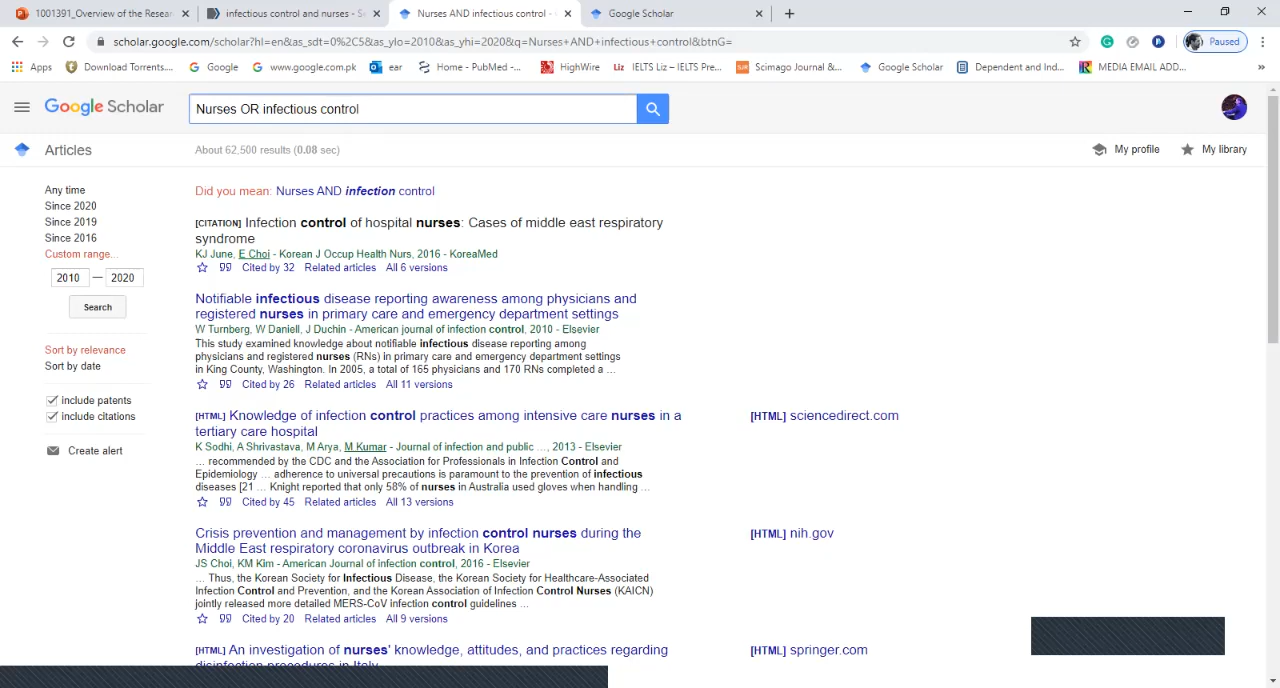 1001391_Overview of the Resear
infectious control and nurses - Se
Nurses AND infectious control -
Google Scholar
scholar.google.com/scholar?hl=en&as_sdt=0%2C5&as_ylo=2010&as_yhi=2020&q=Nurses+AND+infectious+control&btnG=
Paused
Apps
Download Torrents....
Google
www.google.com.pk
ear
Home - PubMed -...
HighWire
IELTS Liz – IELTS Pre...
Scimago Journal &...
Google Scholar
Dependent and Ind...
MEDIA EMAIL ADD...
Google Scholar
Nurses OR infectious control
Articles
About 62,500 results (0.08 sec)
My profile
My library
Any time
Since 2020
Since 2019
Since 2016
Custom range...
2010 — 2020
Search
Sort by relevance
Sort by date
include patents
include citations
Create alert
Did you mean: Nurses AND infection control
[CITATION] Infection control of hospital nurses: Cases of middle east respiratory
syndrome
KJ June, E Choi - Korean J Occup Health Nurs, 2016 - KoreaMed
Cited by 32 Related articles All 6 versions
Notifiable infectious disease reporting awareness among physicians and
registered nurses in primary care and emergency department settings
W Turnberg, W Daniell, J Duchin - American journal of infection control, 2010 - Elsevier
This study examined knowledge about notifiable infectious disease reporting among
physicians and registered nurses (RNs) in primary care and emergency department settings
in King County, Washington. In 2005, a total of 165 physicians and 170 RNs completed a ...
Cited by 26 Related articles All 11 versions
[HTML] Knowledge of infection control practices among intensive care nurses in a
tertiary care hospital
K Sodhi, A Shrivastava, M Arya, M Kumar - Journal of infection and public ..., 2013 - Elsevier
... recommended by the CDC and the Association for Professionals in Infection Control and
Epidemiology ... adherence to universal precautions is paramount to the prevention of infectious
diseases [21 ... Knight reported that only 58% of nurses in Australia used gloves when handling ...
Cited by 45 Related articles All 13 versions
[HTML] sciencedirect.com
Crisis prevention and management by infection control nurses during the
Middle East respiratory coronavirus outbreak in Korea
JS Choi, KM Kim - American Journal of infection control, 2016 - Elsevier
... Thus, the Korean Society for Infectious Disease, the Korean Society for Healthcare-Associated
Infection Control and Prevention, and the Korean Association of Infection Control Nurses (KAICN)
jointly released more detailed MERS-CoV infection control guidelines ...
Cited by 20 Related articles All 9 versions
[HTML] nih.gov
[HTML] An investigation of nurses' knowledge, attitudes, and practices regarding
disinfection procedures in Italy
[HTML] springer.com